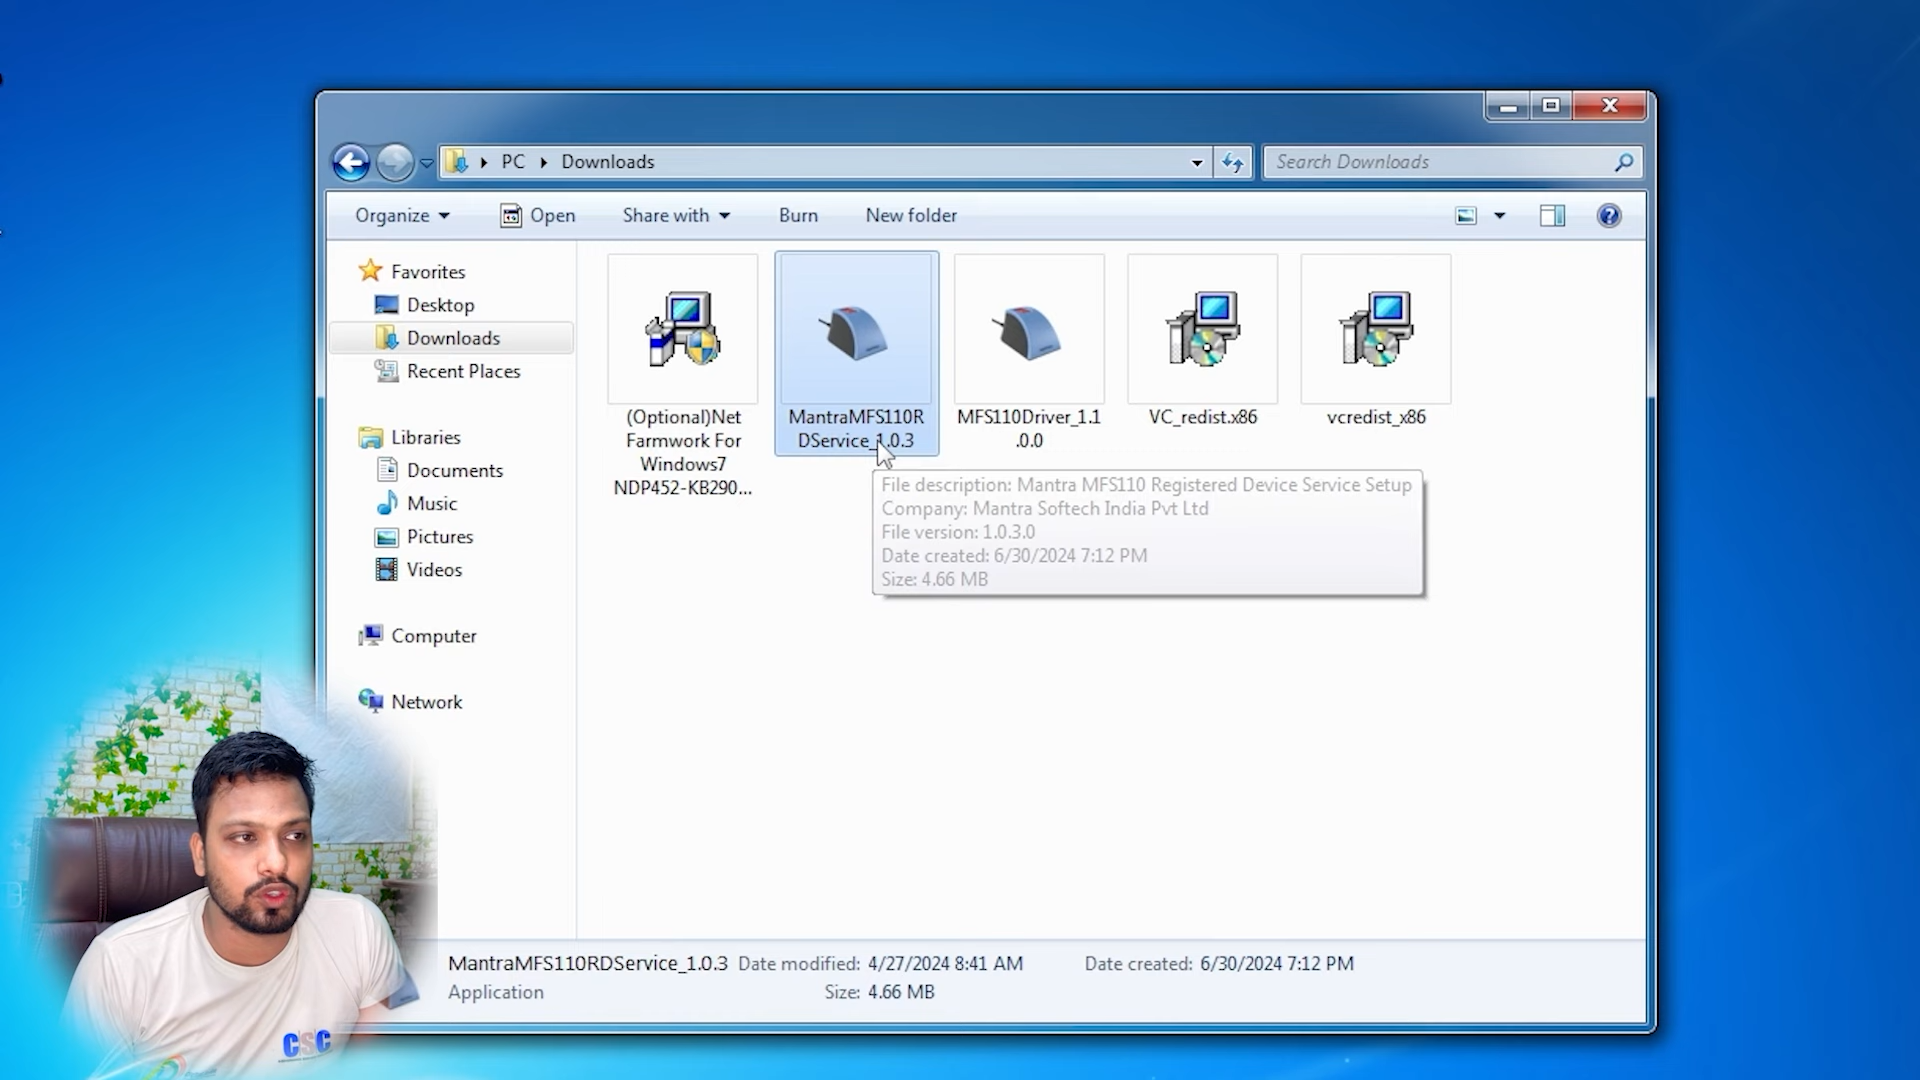 PC
Downloads
Search Downloads
Organize
Open
Share with
Burn
New folder
Favorites
Desktop
Downloads
Recent Places
Libraries
Documents
Music
Pictures
Videos
Computer
Network
(Optional)Net
Farmwork For
Windows7
NDP452-KB290...
MantraMFS110R
DService_1.0.3
MFS110Driver_1.1
.0.0
VC_redist.x86
vcredist_x86
File description: Mantra MFS110 Registered Device Service Setup
Company: Mantra Softech India Pvt Ltd
File version: 1.0.3.0
Date created: 6/30/2024 7:12 PM
Size: 4.66 MB
MantraMFS110RDService_1.0.3 Date modified: 4/27/2024 8:41 AM Date created: 6/30/2024 7:12 PM
Application Size: 4.66 MB
CSC